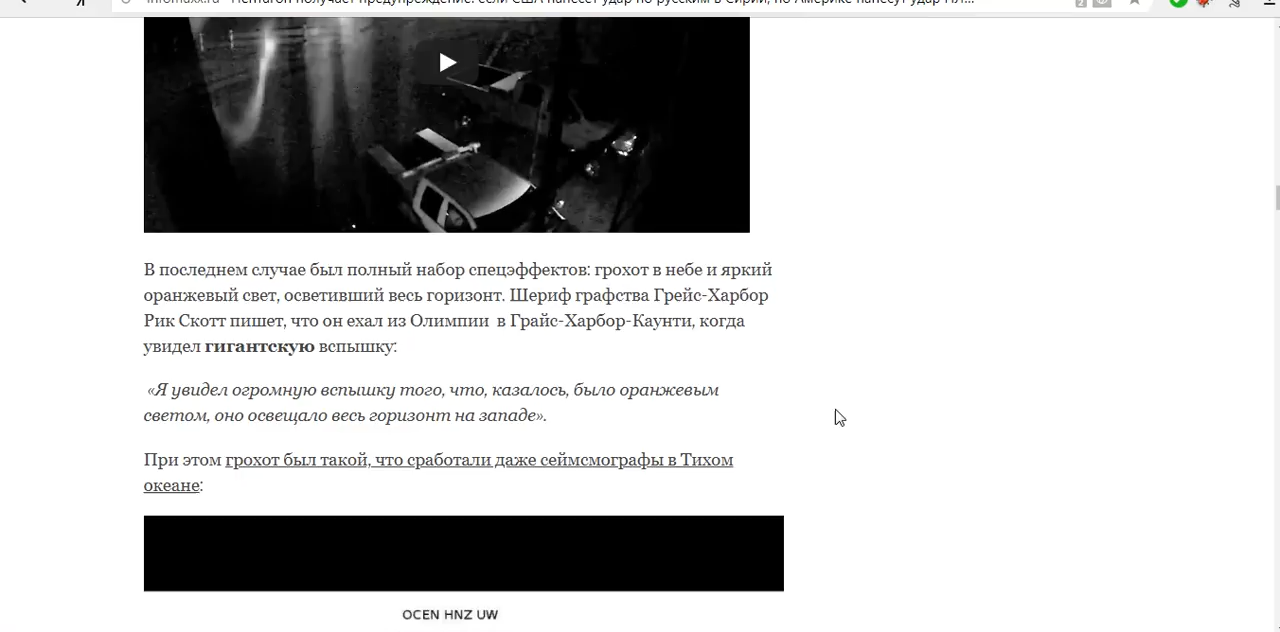 В последнем случае был полный набор спецэффектов: грохот в небе и яркий
оранжевый свет, осветивший весь горизонт. Шериф графства Грейс-Харбор
Рик Скотт пишет, что он ехал из Олимпии в Грайс-Харбор-Каунти, когда
увидел гигантскую вспышку:
«Я увидел огромную вспышку того, что, казалось, было оранжевым
светом, оно освещало весь горизонт на западе».
При этом грохот был такой, что сработали даже сеймсмографы в Тихом
океане:
OCEN HNZ UW